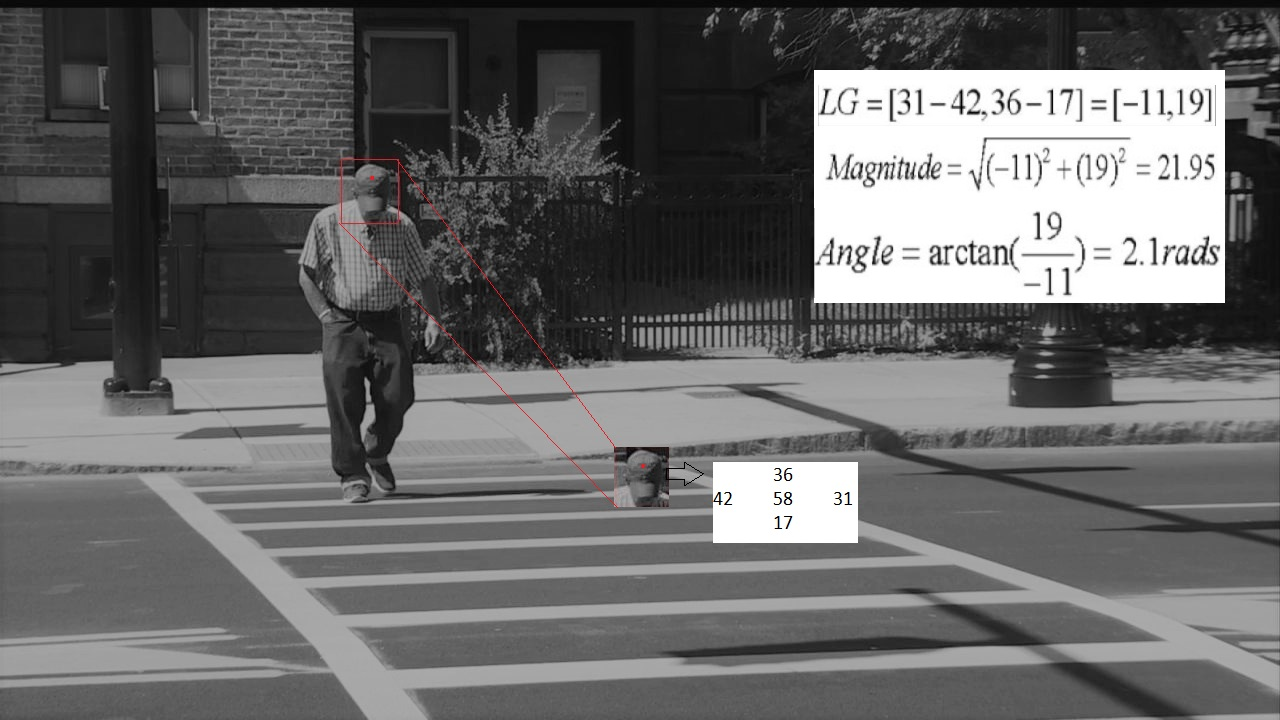 LG = [31 − 42, 36 − 17] = [−11, 19]
Magnitude = √(−11)² + (19)² = 21.95
Angle = arctan(19/−11) = 2.1rads
36
42 58 31
17